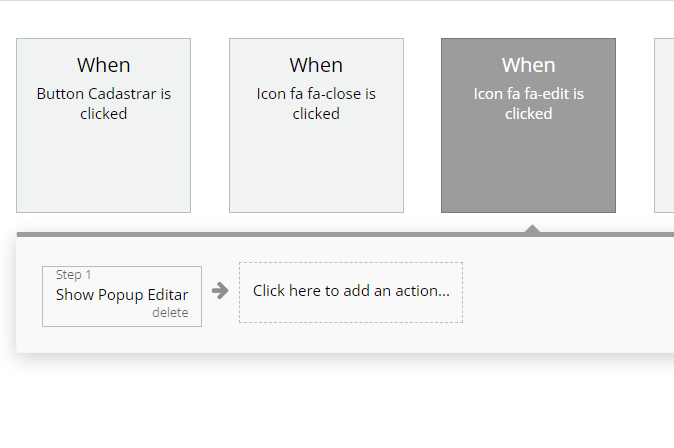 When
Button Cadastrar is
clicked
When
Icon fa fa-close is
clicked
When
Icon fa fa-edit is
clicked
Step 1
Show Popup Editar
delete
Click here to add an action...